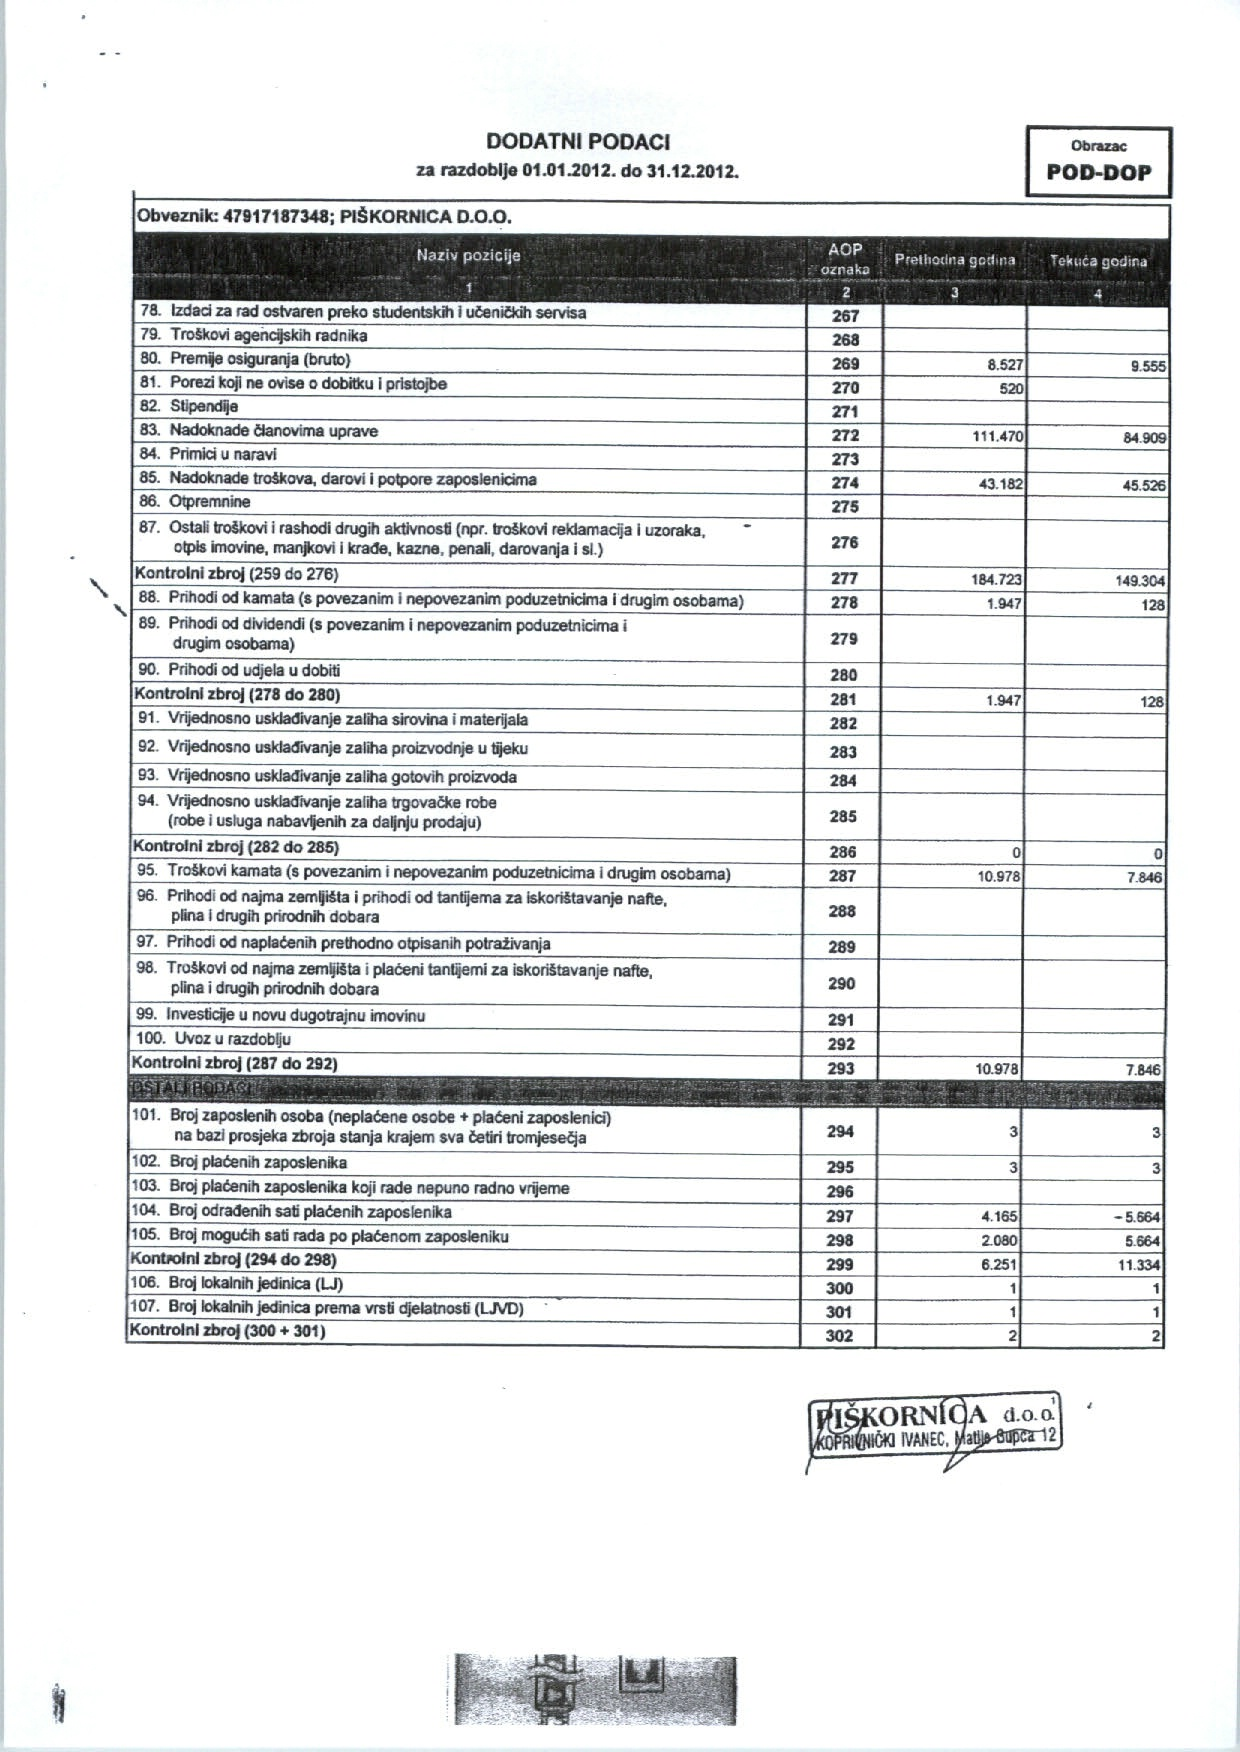 DODATNI PODACI
za razdoblje 01.01.2012. do 31.12.2012.
Obrazac
POD-DOP
Obveznik: 47917187348; PIŠKORNICA D.O.O.
Naziv pozicije AOP oznaka Prethodna godina Tekuća godina
1 2 3 4
78. Izdaci za rad ostvaren preko studentskih i učeničkih servisa 267
79. Troškovi agencijskih radnika 268
80. Premije osiguranja (bruto) 269 8.527 9.555
81. Porezi koji ne ovise o dobitku i pristojbe 270 520
82. Stipendije 271
83. Nadoknade članovima uprave 272 111.470 84.909
84. Primici u naravi 273
85. Nadoknade troškova, darovi i potpore zaposlenicima 274 43.182 45.526
86. Otpremnine 275
87. Ostali troškovi i rashodi drugih aktivnosti (npr. troškovi reklamacija i uzoraka,
otpis imovine, manjkovi i krađe, kazne, penali, darovanja i sl.) 276
Kontrolni zbroj (259 do 276) 277 184.723 149.304
88. Prihodi od kamata (s povezanim i nepovezanim poduzetnicima i drugim osobama) 278 1.947 128
89. Prihodi od dividendi (s povezanim i nepovezanim poduzetnicima i
drugim osobama) 279
90. Prihodi od udjela u dobiti 280
Kontrolni zbroj (278 do 280) 281 1.947 128
91. Vrijednosno usklađivanje zaliha sirovina i materijala 282
92. Vrijednosno usklađivanje zaliha proizvodnje u tijeku 283
93. Vrijednosno usklađivanje zaliha gotovih proizvoda 284
94. Vrijednosno usklađivanje zaliha trgovačke robe
(robe i usluga nabavljenih za daljnju prodaju) 285
Kontrolni zbroj (282 do 285) 286 0 0
95. Troškovi kamata (s povezanim i nepovezanim poduzetnicima i drugim osobama) 287 10.978 7.846
96. Prihodi od najma zemljišta i prihodi od tantijema za iskorištavanje nafte,
plina i drugih prirodnih dobara 288
97. Prihodi od naplaćenih prethodno otpisanih potraživanja 289
98. Troškovi od najma zemljišta i plaćeni tantijemi za iskorištavanje nafte,
plina i drugih prirodnih dobara 290
99. Investicije u novu dugotrajnu imovinu 291
100. Uvoz u razdoblju 292
Kontrolni zbroj (287 do 292) 293 10.978 7.846
OSTALI PODACI
101. Broj zaposlenih osoba (neplaćene osobe + plaćeni zaposlenici)
na bazi prosjeka zbroja stanja krajem sva četiri tromjesečja 294 3 3
102. Broj plaćenih zaposlenika 295 3 3
103. Broj plaćenih zaposlenika koji rade nepuno radno vrijeme 296
104. Broj odrađenih sati plaćenih zaposlenika 297 4.165 -5.664
105. Broj mogućih sati rada po plaćenom zaposleniku 298 2.080 5.664
Kontrolni zbroj (294 do 298) 299 6.251 11.334
106. Broj lokalnih jedinica (LJ) 300 1 1
107. Broj lokalnih jedinica prema vrsti djelatnosti (LJVD) 301 1 1
Kontrolni zbroj (300 + 301) 302 2 2
PIŠKORNICA d.o.o. 1
KOPRIVNIČKI IVANEC, Matije Gupca 12